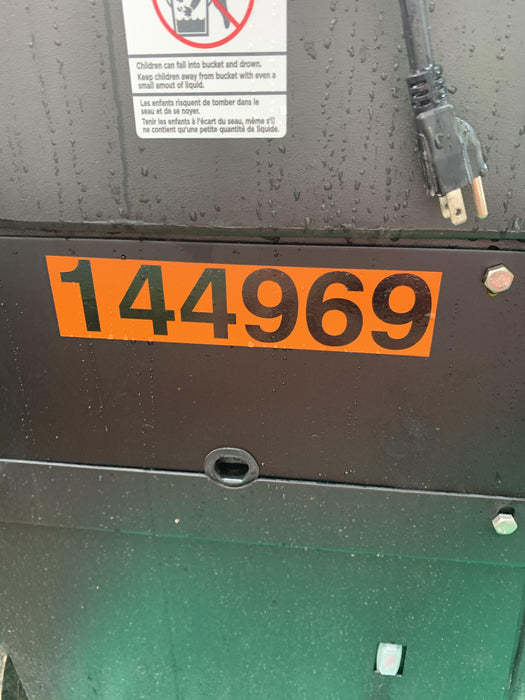 Children can fall into bucket and drown.
Keep children away from bucket with even a
small amout of liquid.
Les enfants risquent de tomber dans le
seau et de se noyer.
Tenir les enfants à l'écart du seau, même s'il
ne contient qu'une petite quantité de liquide.
144969